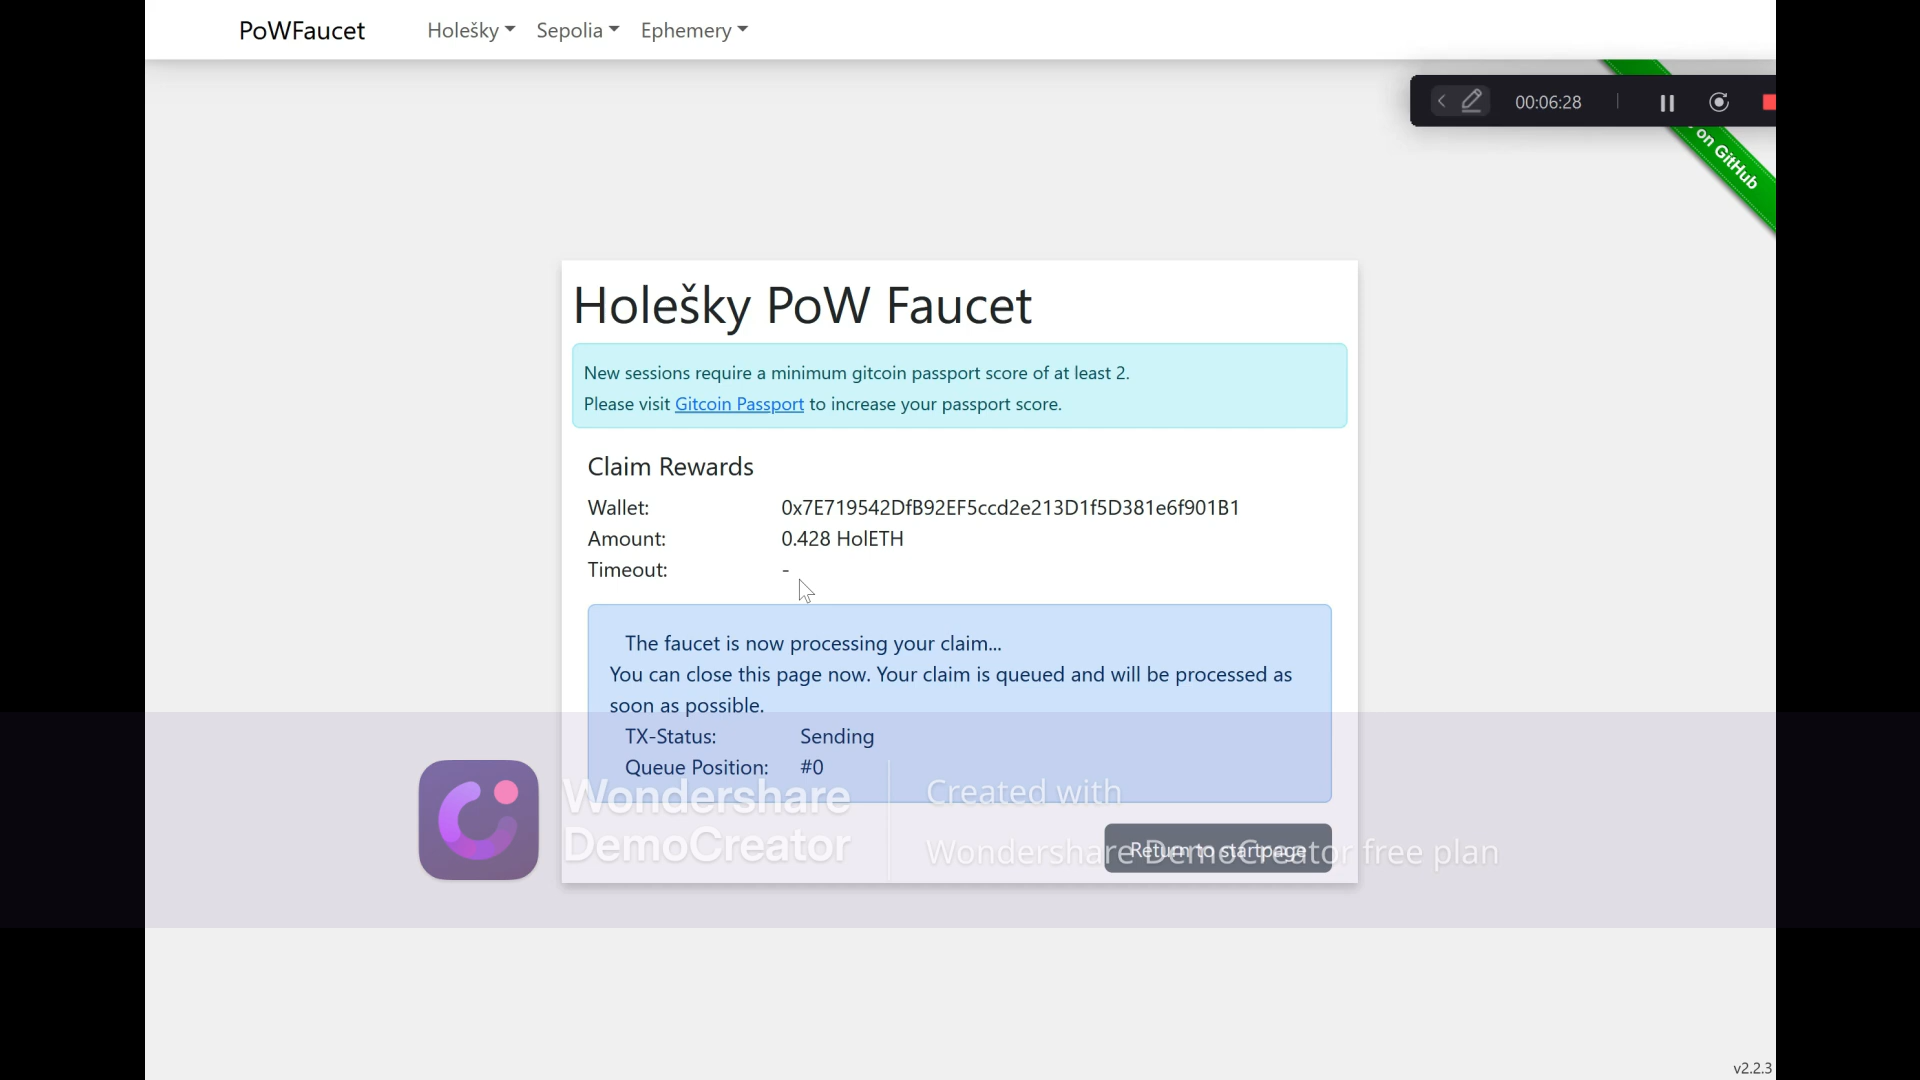 PoWFaucet
Holešky
Sepolia
Ephemery
00:06:28
on GitHub
Holešky PoW Faucet
New sessions require a minimum gitcoin passport score of at least 2.
Please visit Gitcoin Passport to increase your passport score.
Claim Rewards
Wallet: 0x7E719542DfB92EF5ccd2e213D1f5D381e6f901B1
Amount: 0.428 HolETH
Timeout: -
The faucet is now processing your claim...
You can close this page now. Your claim is queued and will be processed as
soon as possible.
TX-Status: Sending
Queue Position: #0
Wondershare
DemoCreator
Created with
Wondershare DemoCreator free plan
Return to startpage
v2.2.3